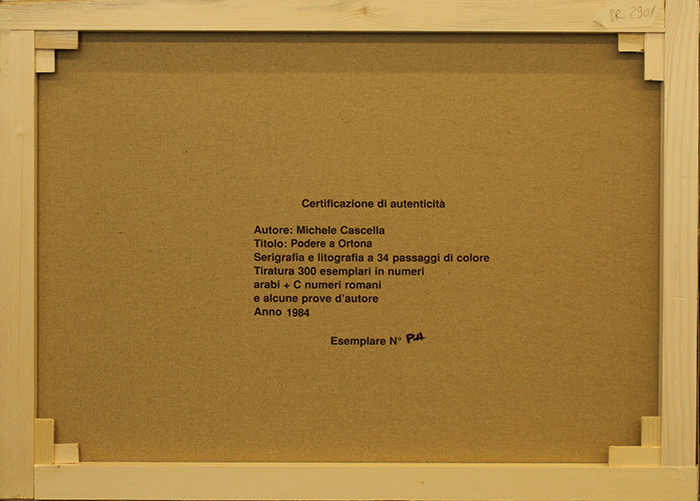 DR 2901
Certificazione di autenticità
Autore: Michele Cascella
Titolo: Podere a Ortona
Serigrafia e litografia a 34 passaggi di colore
Tiratura 300 esemplari in numeri
arabi + C numeri romani
e alcune prove d'autore
Anno 1984
Esemplare N° P.A